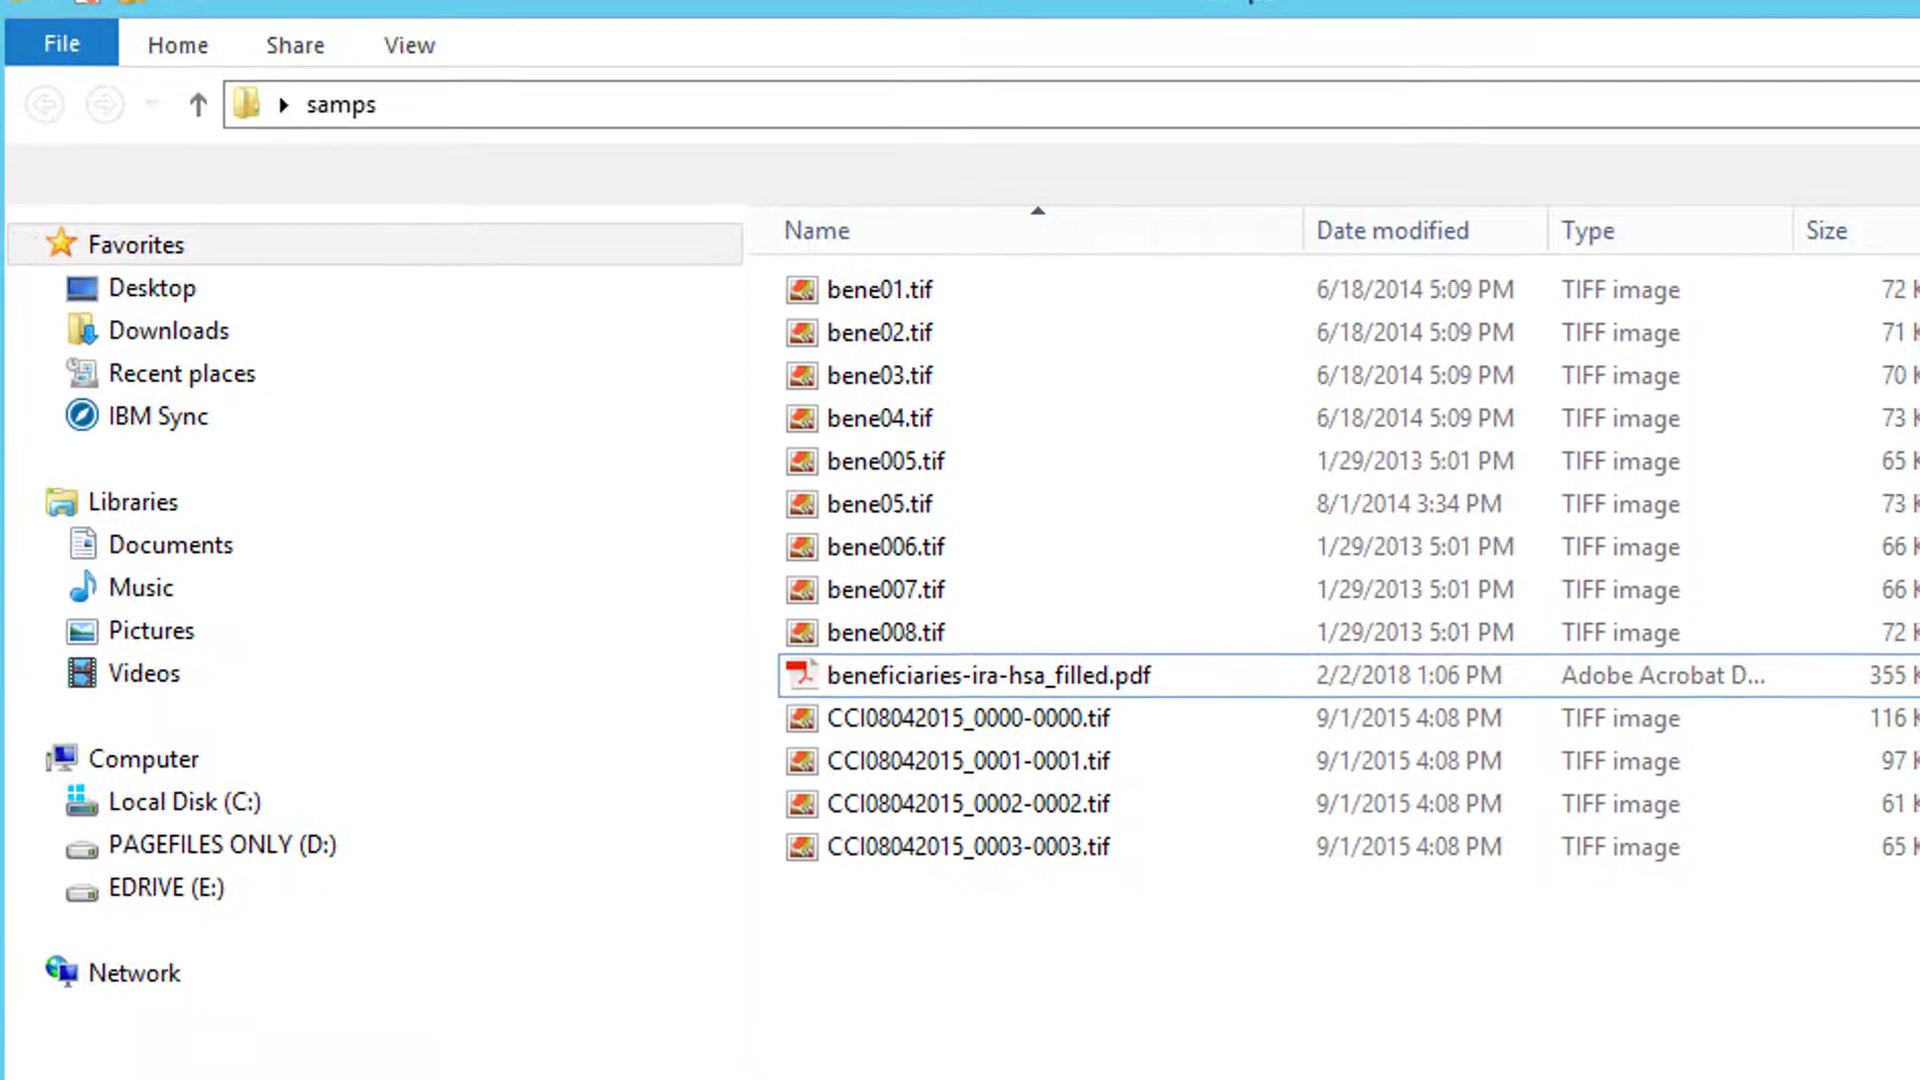 File Home Share View
samps
Name Date modified Type Size
Favorites
Desktop
Downloads
Recent places
IBM Sync
Libraries
Documents
Music
Pictures
Videos
Computer
Local Disk (C:)
PAGEFILES ONLY (D:)
EDRIVE (E:)
Network
bene01.tif 6/18/2014 5:09 PM TIFF image 72 K
bene02.tif 6/18/2014 5:09 PM TIFF image 71 K
bene03.tif 6/18/2014 5:09 PM TIFF image 70 K
bene04.tif 6/18/2014 5:09 PM TIFF image 73 K
bene005.tif 1/29/2013 5:01 PM TIFF image 65 K
bene05.tif 8/1/2014 3:34 PM TIFF image 73 K
bene006.tif 1/29/2013 5:01 PM TIFF image 66 K
bene007.tif 1/29/2013 5:01 PM TIFF image 66 K
bene008.tif 1/29/2013 5:01 PM TIFF image 72 K
beneficiaries-ira-hsa_filled.pdf 2/2/2018 1:06 PM Adobe Acrobat D... 355 K
CCI08042015_0000-0000.tif 9/1/2015 4:08 PM TIFF image 116 K
CCI08042015_0001-0001.tif 9/1/2015 4:08 PM TIFF image 97 K
CCI08042015_0002-0002.tif 9/1/2015 4:08 PM TIFF image 61 K
CCI08042015_0003-0003.tif 9/1/2015 4:08 PM TIFF image 65 K